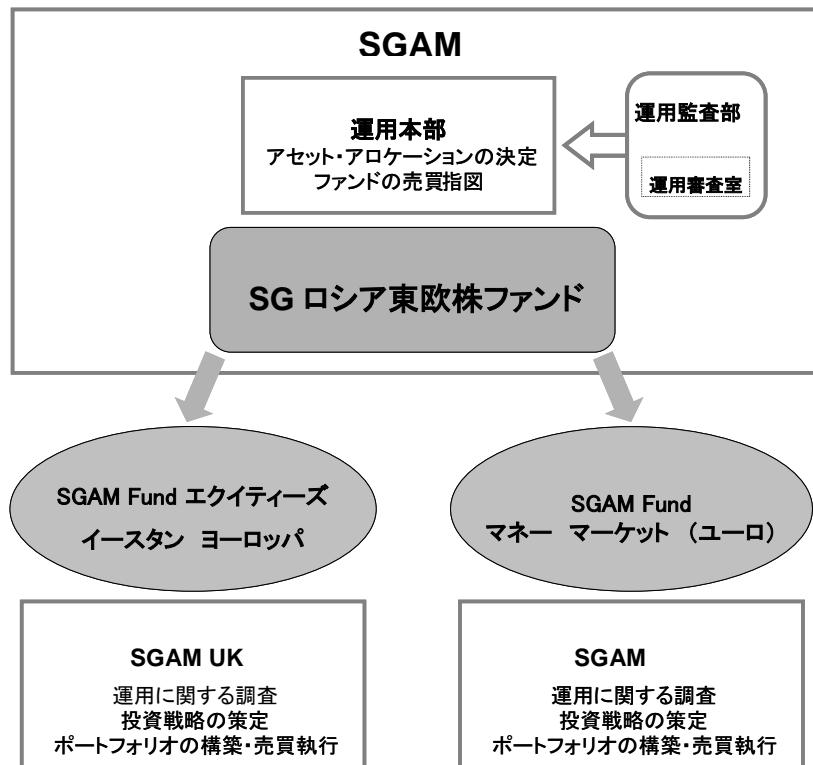 SGAM
運用本部
アセット・アロケーションの決定
ファンドの売買指図
運用監査部
運用審査室
SG ロシア東欧株ファンド
SGAM Fund エクイティーズ
イースタン ヨーロッパ
SGAM Fund
マネー マーケット (ユーロ)
SGAM UK
運用に関する調査
投資戦略の策定
ポートフォリオの構築・売買執行
SGAM
運用に関する調査
投資戦略の策定
ポートフォリオの構築・売買執行